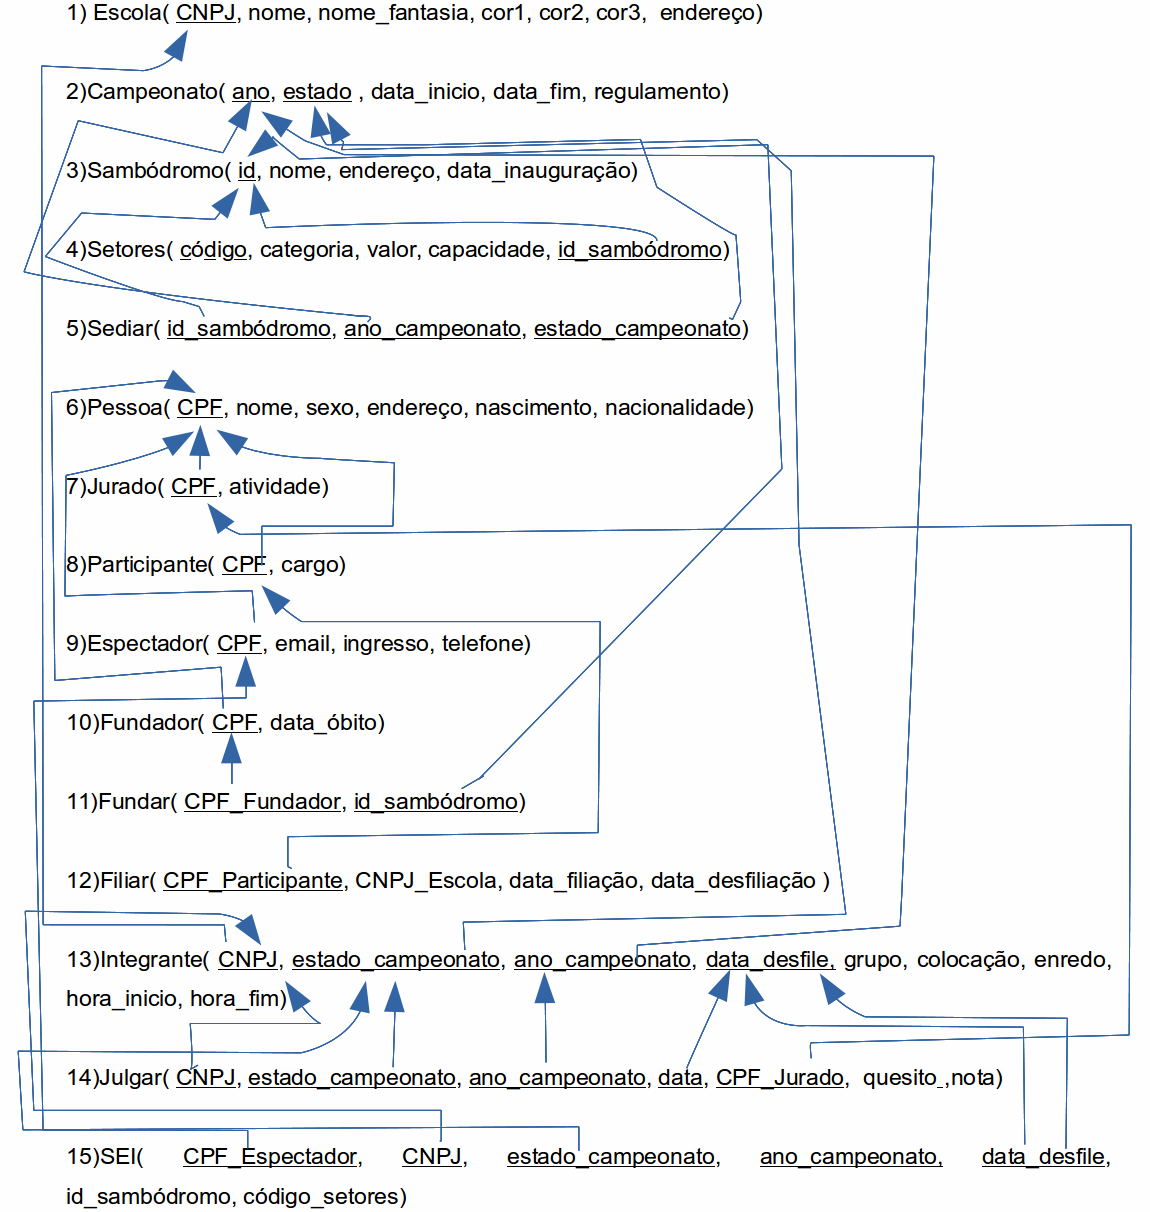 1) Escola( CNPJ, nome, nome_fantasia, cor1, cor2, cor3, endereço)
2)Campeonato( ano, estado , data_inicio, data_fim, regulamento)
3)Sambódromo( id, nome, endereço, data_inauguração)
4)Setores( código, categoria, valor, capacidade, id_sambódromo)
5)Sediar( id_sambódromo, ano_campeonato, estado_campeonato)
6)Pessoa( CPF, nome, sexo, endereço, nascimento, nacionalidade)
7)Jurado( CPF, atividade)
8)Participante( CPF, cargo)
9)Espectador( CPF, email, ingresso, telefone)
10)Fundador( CPF, data_óbito)
11)Fundar( CPF_Fundador, id_sambódromo)
12)Filiar( CPF_Participante, CNPJ_Escola, data_filiação, data_desfiliação )
13)Integrante( CNPJ, estado_campeonato, ano_campeonato, data_desfile, grupo, colocação, enredo,
hora_inicio, hora_fim)
14)Julgar( CNPJ, estado_campeonato, ano_campeonato, data, CPF_Jurado, quesito ,nota)
15)SEI( CPF_Espectador, CNPJ, estado_campeonato, ano_campeonato, data_desfile,
id_sambódromo, código_setores)